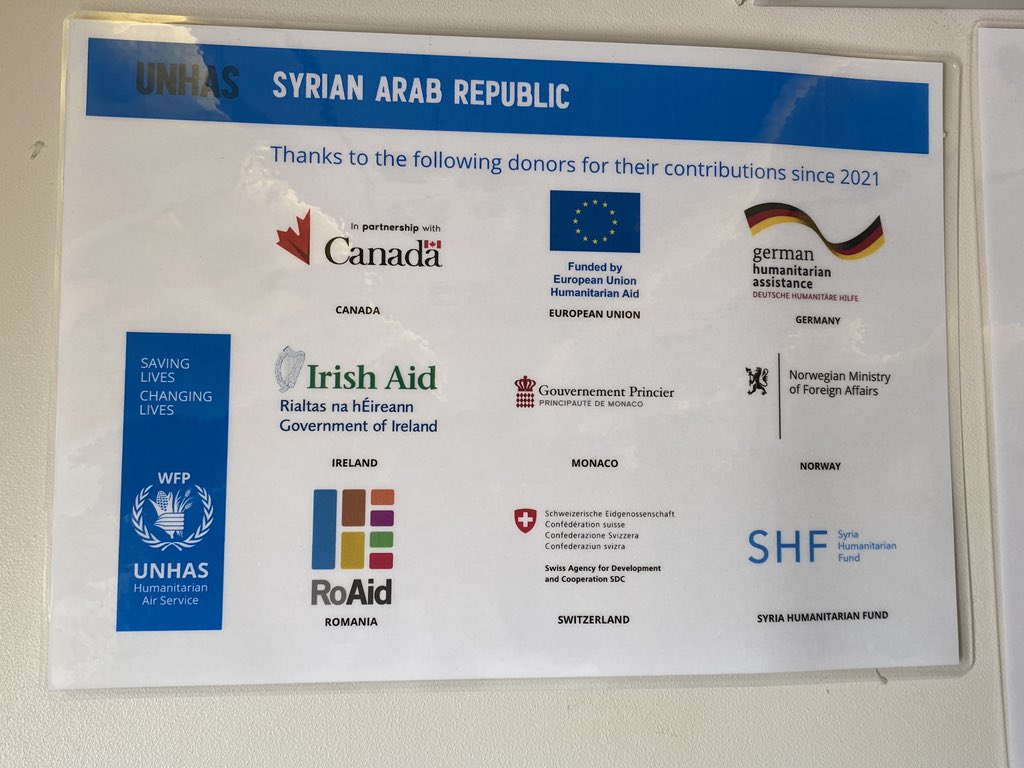 UNHAS SYRIAN ARAB REPUBLIC
Thanks to the following donors for their contributions since 2021
In partnership with
Canada
CANADA
Funded by
European Union
Humanitarian Aid
EUROPEAN UNION
german
humanitarian
assistance
DEUTSCHE HUMANITÄRE HILFE
GERMANY
SAVING
LIVES
CHANGING
LIVES
Irish Aid
Rialtas na hÉireann
Government of Ireland
IRELAND
Gouvernement Princier
PRINCIPAUTÉ DE MONACO
MONACO
Norwegian Ministry
of Foreign Affairs
NORWAY
WFP
UNHAS
Humanitarian
Air Service
RoAid
ROMANIA
Schweizerische Eidgenossenschaft
Confédération suisse
Confederazione Svizzera
Confederaziun svizra
Swiss Agency for Development
and Cooperation SDC
SWITZERLAND
SHF
Syria
Humanitarian
Fund
SYRIA HUMANITARIAN FUND